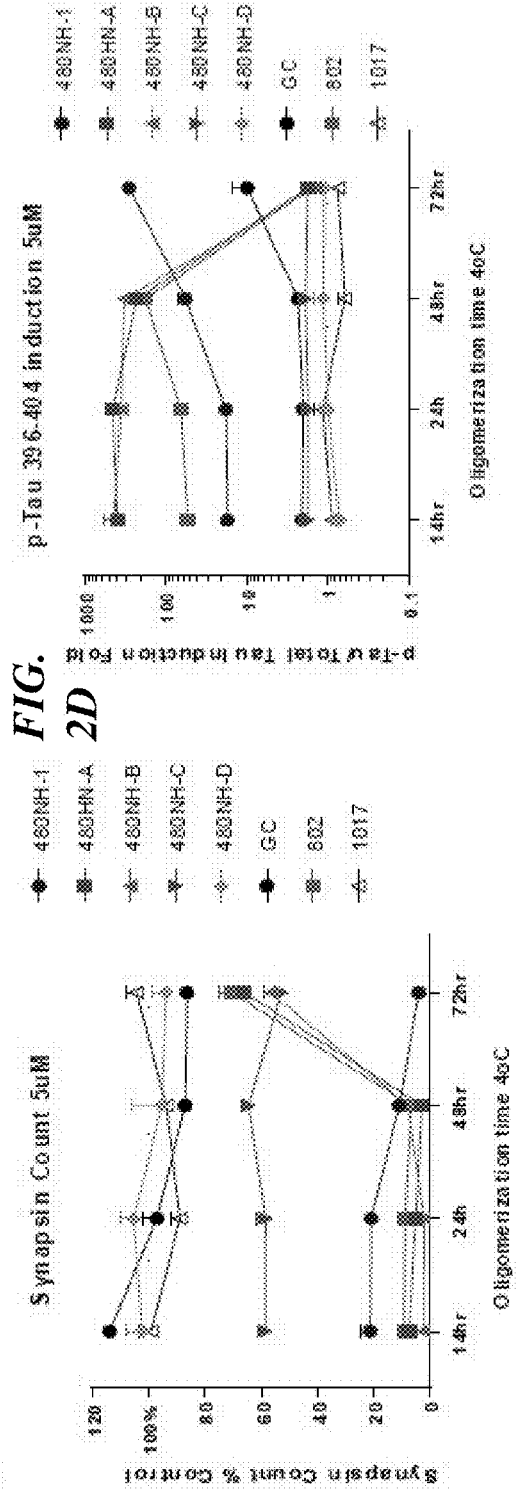 FIG.
2D
Synapsin Count 5uM
Synapsin Count % Control
120
100%
80
60
40
20
0
14hr
24h
48hr
72hr
Oligomerization time 4oC
480NH-1
480HN-A
480NH-B
480NH-C
480NH-D
GC
802
1017
p-Tau 396-404 induction 5uM
p-Tau/Total Tau Induction Fold
1000
100
10
1
0.1
14hr
24h
48hr
72hr
Oligomerization time 4oC
480NH-1
480HN-A
480NH-B
480NH-C
480NH-D
GC
802
1017